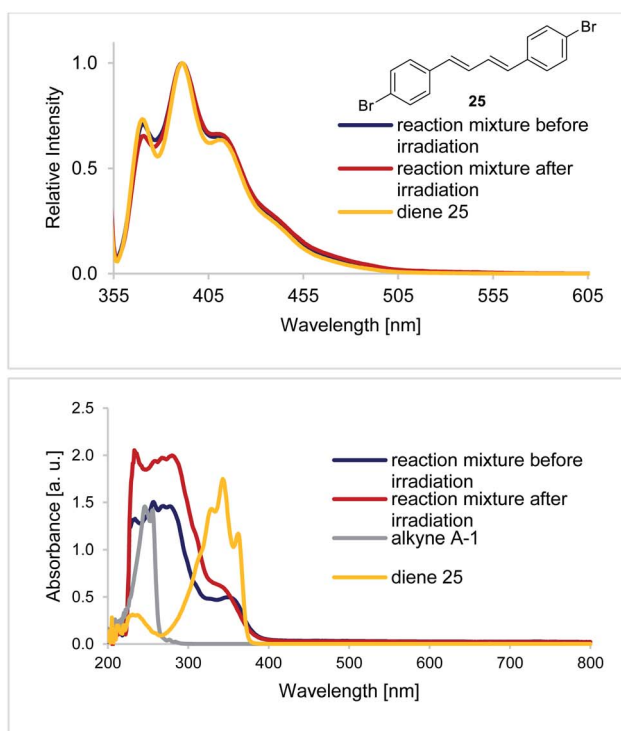 Br
Br
25
1.0
0.5
0.0
Relative Intensity
reaction mixture before
irradiation
reaction mixture after
irradiation
diene 25
355 405 455 505 555 605
Wavelength [nm]
2.5
2.0
1.5
1.0
0.5
0.0
Absorbance [a. u.]
reaction mixture before
irradiation
reaction mixture after
irradiation
alkyne A-1
diene 25
200 300 400 500 600 700 800
Wavelength [nm]